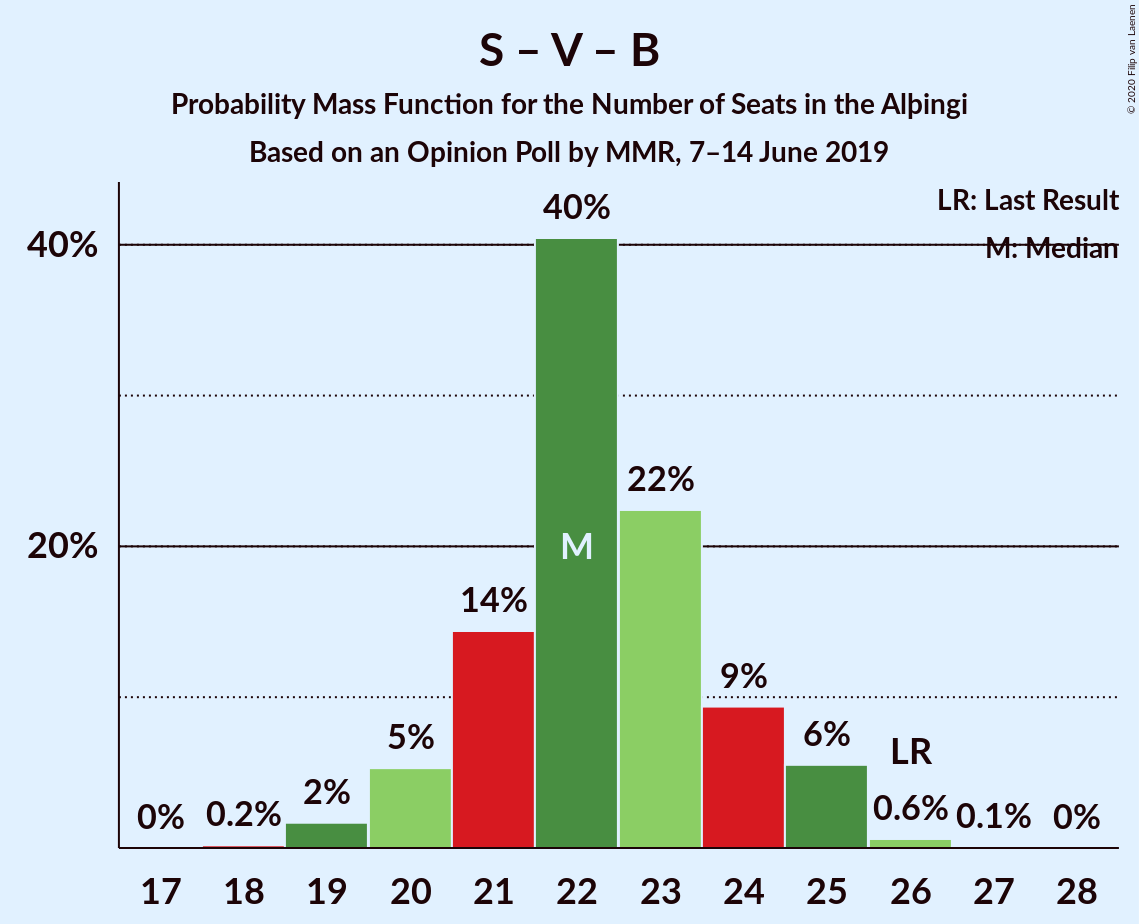 S – V – B
Probability Mass Function for the Number of Seats in the Alþingi
Based on an Opinion Poll by MMR, 7–14 June 2019
© 2020 Filip van Laenen
LR: Last Result
M: Median
40%
20%
0%
0.2%
2%
5%
14%
40%
M
22%
9%
6%
LR
0.6%
0.1%
0%
17 18 19 20 21 22 23 24 25 26 27 28